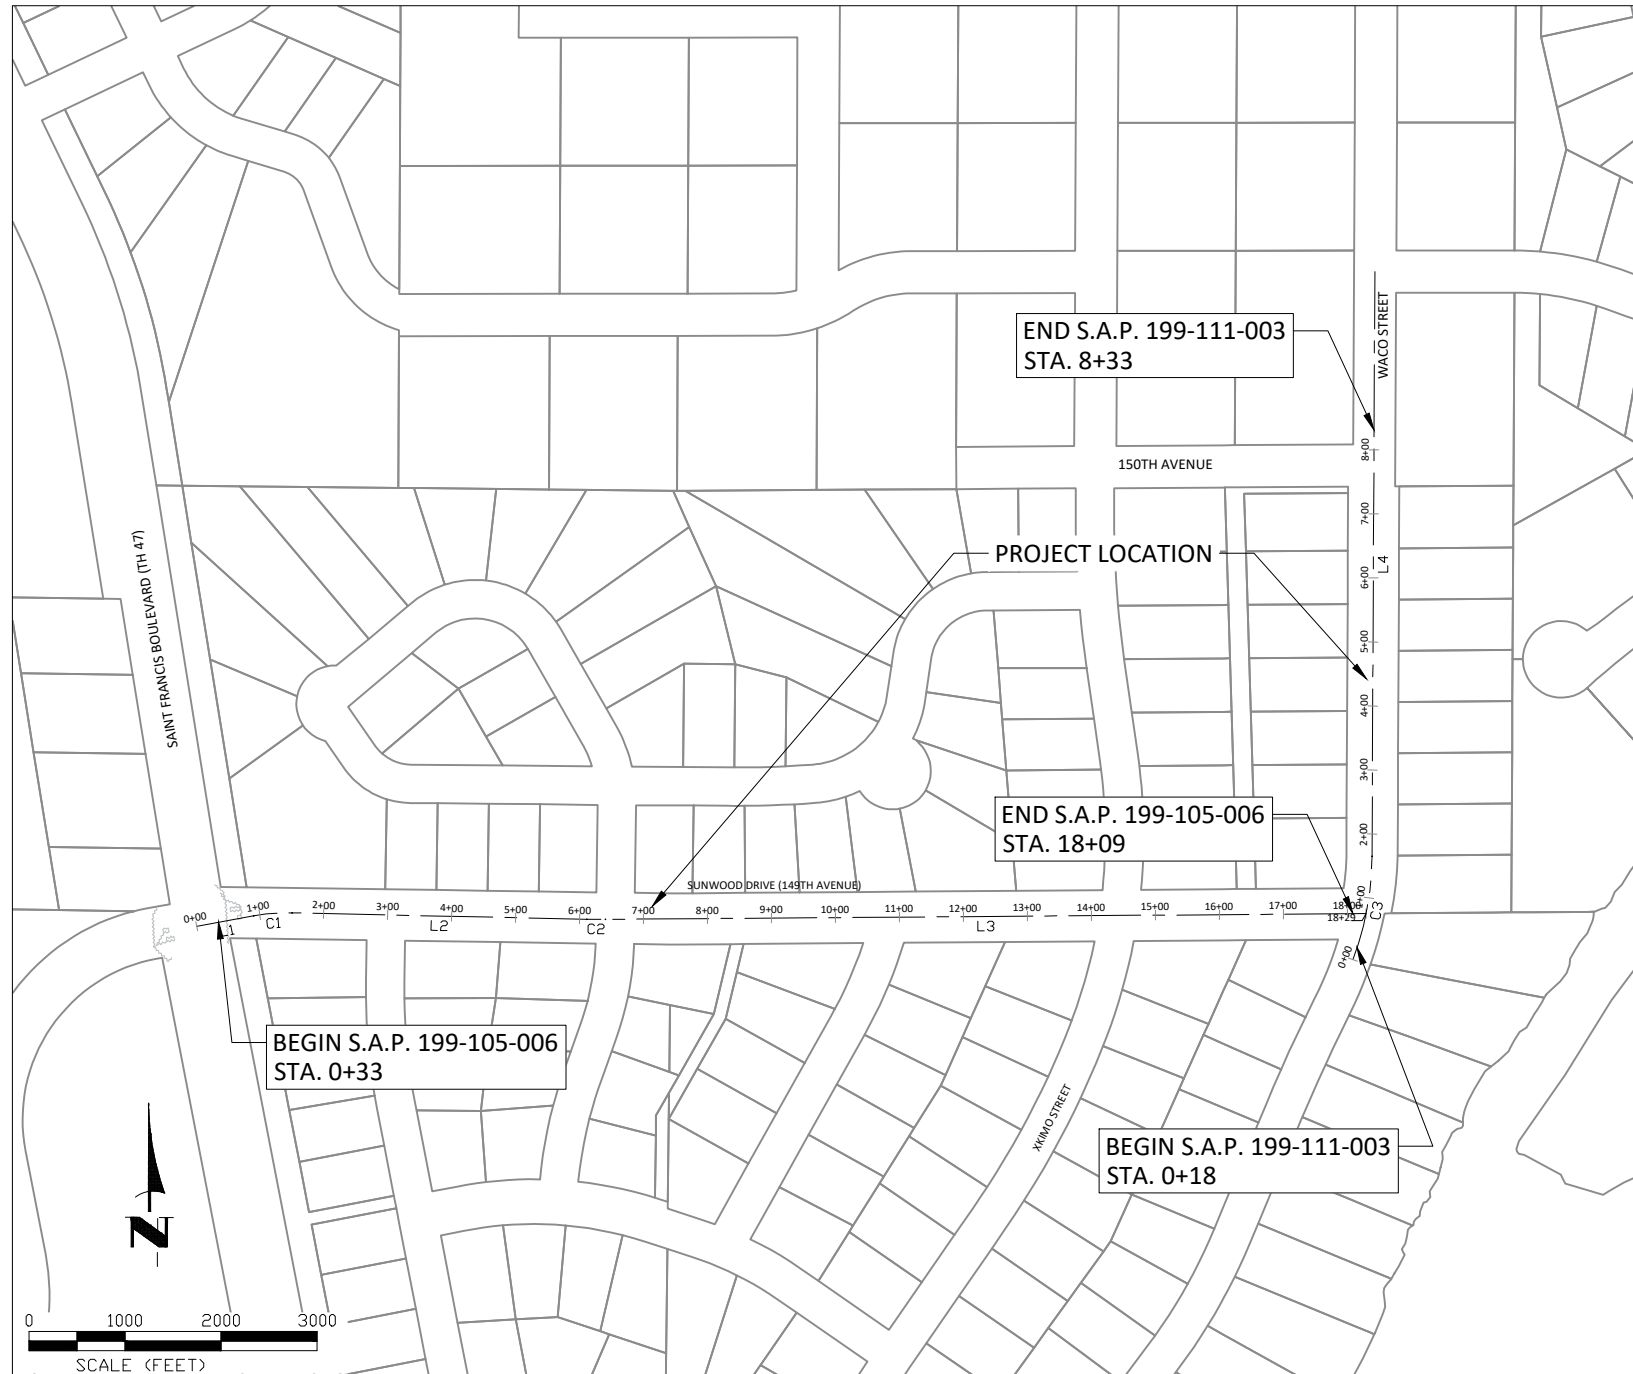 END S.A.P. 199-111-003
STA. 8+33
WACO STREET
150TH AVENUE
8+00
7+00
L4
6+00
5+00
4+00
3+00
2+00
PROJECT LOCATION
SAINT FRANCIS BOULEVARD (TH 47)
END S.A.P. 199-105-006
STA. 18+09
SUNWOOD DRIVE (149TH AVENUE)
0+00
1+00
2+00
3+00
4+00
5+00
6+00
7+00
8+00
9+00
10+00
11+00
12+00
13+00
14+00
15+00
16+00
17+00
18+29
C1
L2
C2
L3
C3
0+00
BEGIN S.A.P. 199-105-006
STA. 0+33
XKIMO STREET
BEGIN S.A.P. 199-111-003
STA. 0+18
N
0 1000 2000 3000
SCALE (FEET)